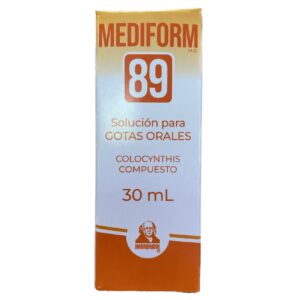 MEDIFORM
M.R.
89
Solución para
GOTAS ORALES
COLOCYNTHIS
COMPUESTO
30 mL